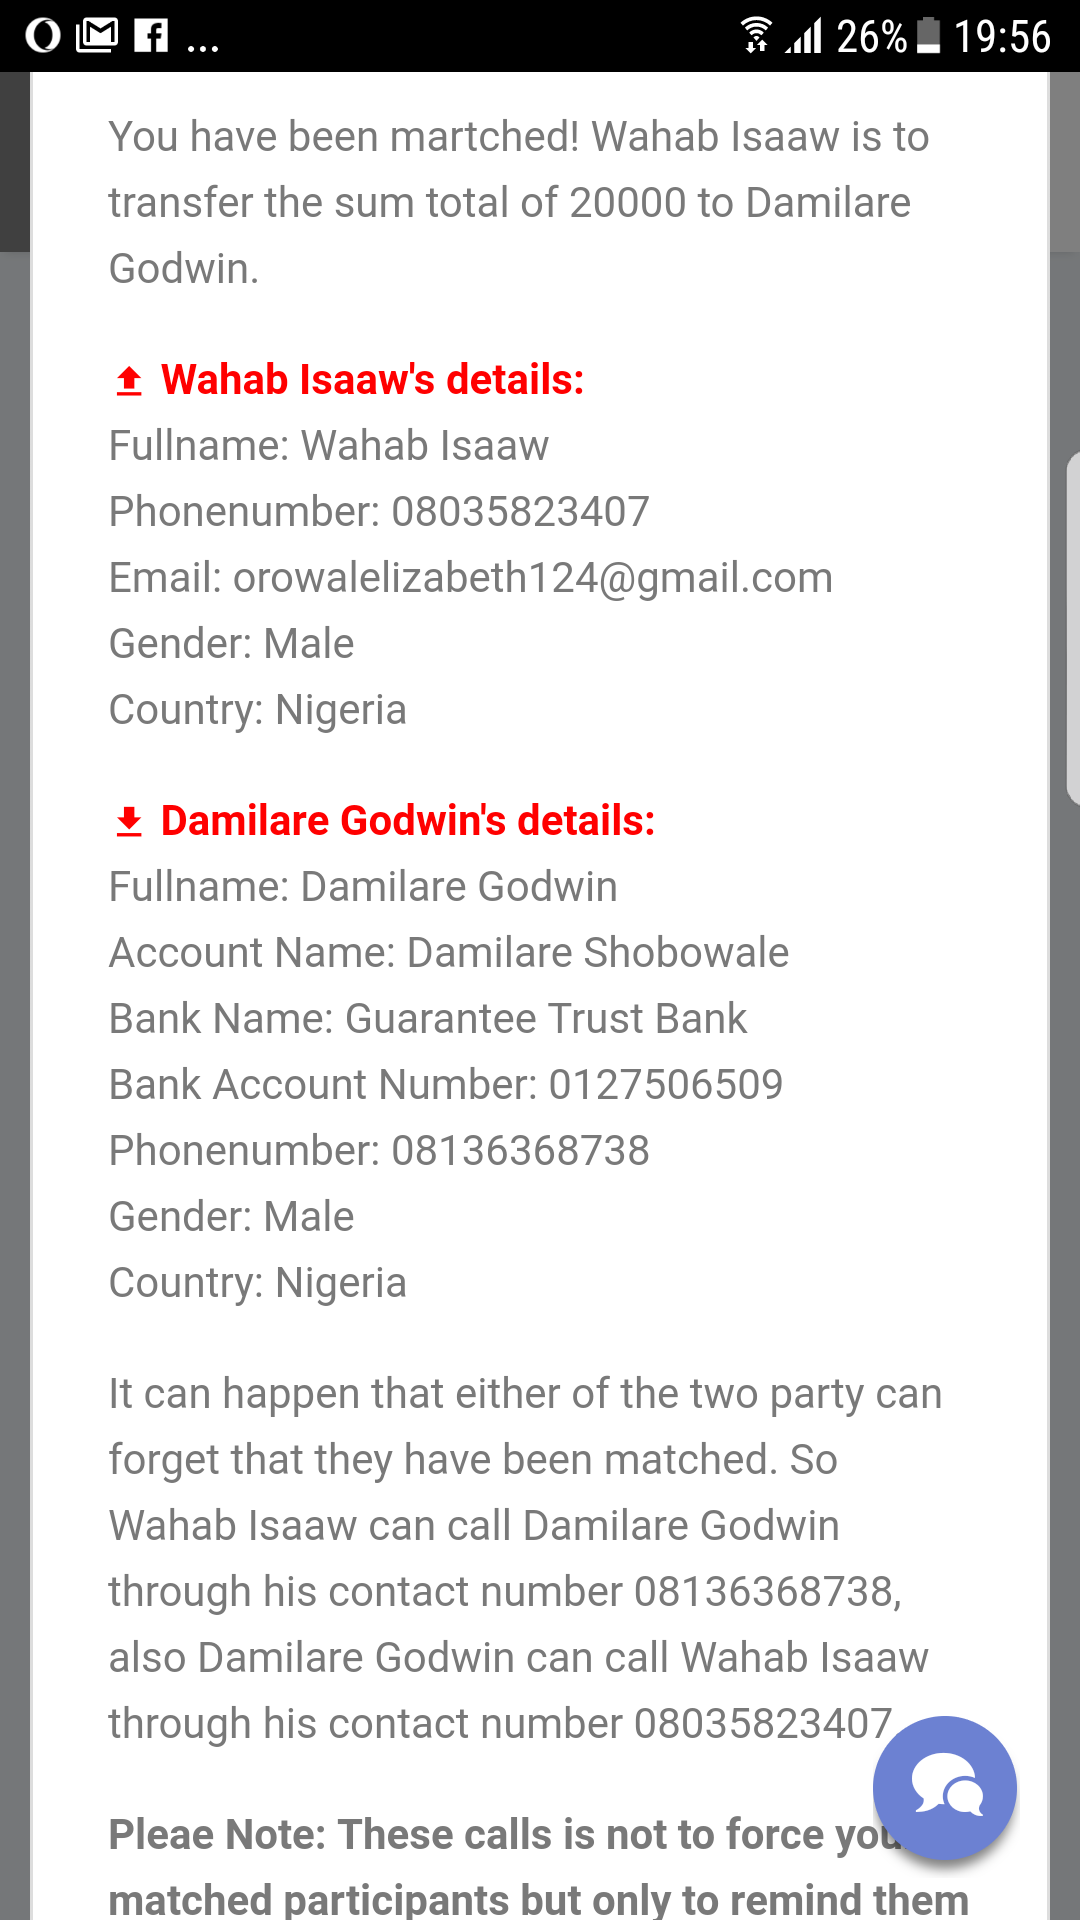 ... 26% 19:56
You have been martched! Wahab Isaaw is to
transfer the sum total of 20000 to Damilare
Godwin.
Wahab Isaaw's details:
Fullname: Wahab Isaaw
Phonenumber: 08035823407
Email: orowalelizabeth124@gmail.com
Gender: Male
Country: Nigeria
Damilare Godwin's details:
Fullname: Damilare Godwin
Account Name: Damilare Shobowale
Bank Name: Guarantee Trust Bank
Bank Account Number: 0127506509
Phonenumber: 08136368738
Gender: Male
Country: Nigeria
It can happen that either of the two party can
forget that they have been matched. So
Wahab Isaaw can call Damilare Godwin
through his contact number 08136368738,
also Damilare Godwin can call Wahab Isaaw
through his contact number 08035823407
Pleae Note: These calls is not to force you
matched participants but only to remind them